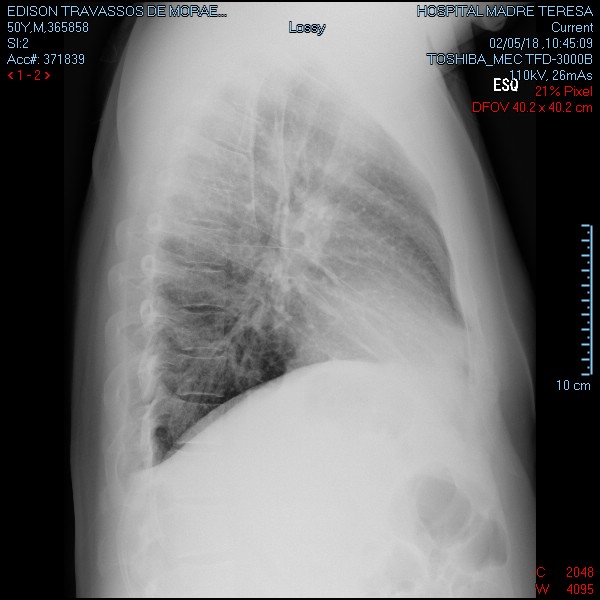 EDISON TRAVASSOS DE MORAE...
50Y,M,365858
SI:2
Acc#: 371839
<1-2>
Lossy
HOSPITAL MADRE TERESA
Current
02/05/18 ,10:45:09
TOSHIBA_MEC TFD-3000B
110kV, 26mAs
ESQ
21% Pixel
DFOV 40.2 x 40.2 cm
10 cm
C 2048
W 4095